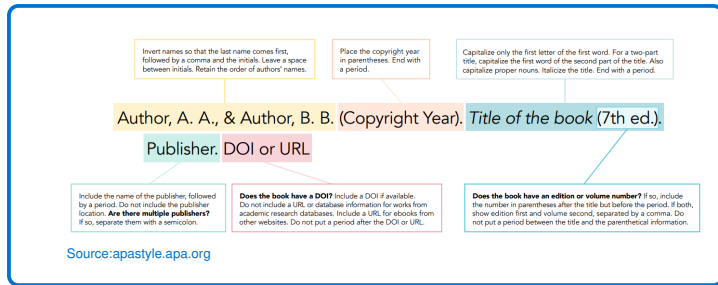 Invert names so that the last name comes first,
followed by a comma and the initials. Leave a space
between initials. Retain the order of authors' names.
Place the copyright year
in parentheses. End with
a period.
Capitalize only the first letter of the first word. For a two-part
title, capitalize the first word of the second part of the title. Also
capitalize proper nouns. Italicize the title. End with a period.
Author, A. A., & Author, B. B. (Copyright Year). Title of the book (7th ed.).
Publisher. DOI or URL
Include the name of the publisher, followed
by a period. Do not include the publisher
location. Are there multiple publishers?
If so, separate them with a semicolon.
Does the book have a DOI? Include a DOI if available.
Do not include a URL or database information for works from
academic research databases. Include a URL for ebooks from
other websites. Do not put a period after the DOI or URL.
Does the book have an edition or volume number? If so, include
the number in parentheses after the title but before the period. If both,
show edition first and volume second, separated by a comma. Do
not put a period between the title and the parenthetical information.
Source:apastyle.apa.org